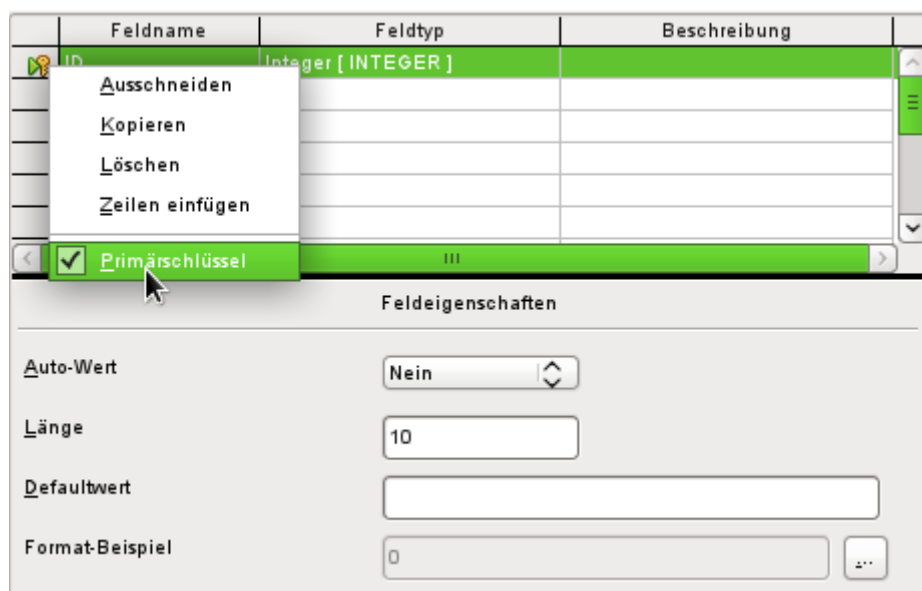 Feldname Feldtyp Beschreibung
ID Integer [ INTEGER ]
Ausschneiden
Kopieren
Löschen
Zeilen einfügen
Primärschlüssel
Feldeigenschaften
Auto-Wert Nein
Länge 10
Defaultwert
Format-Beispiel 0 ...